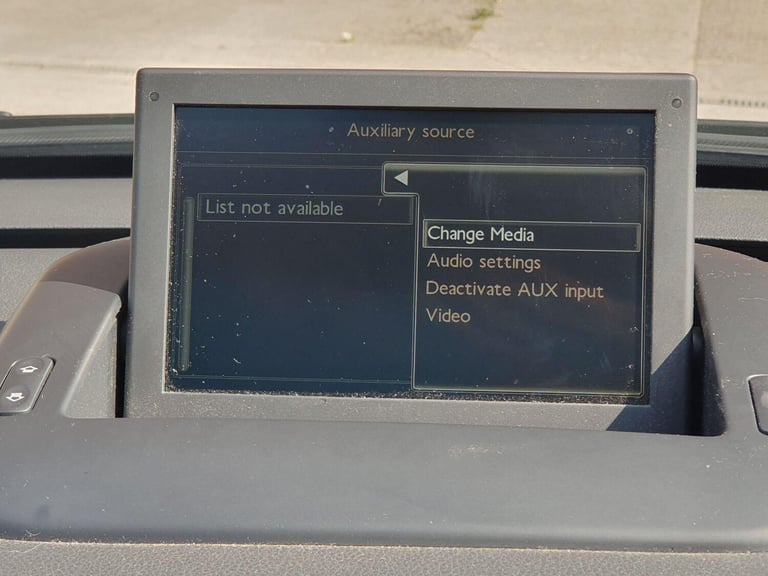 Auxiliary source
List not available
Change Media
Audio settings
Deactivate AUX input
Video